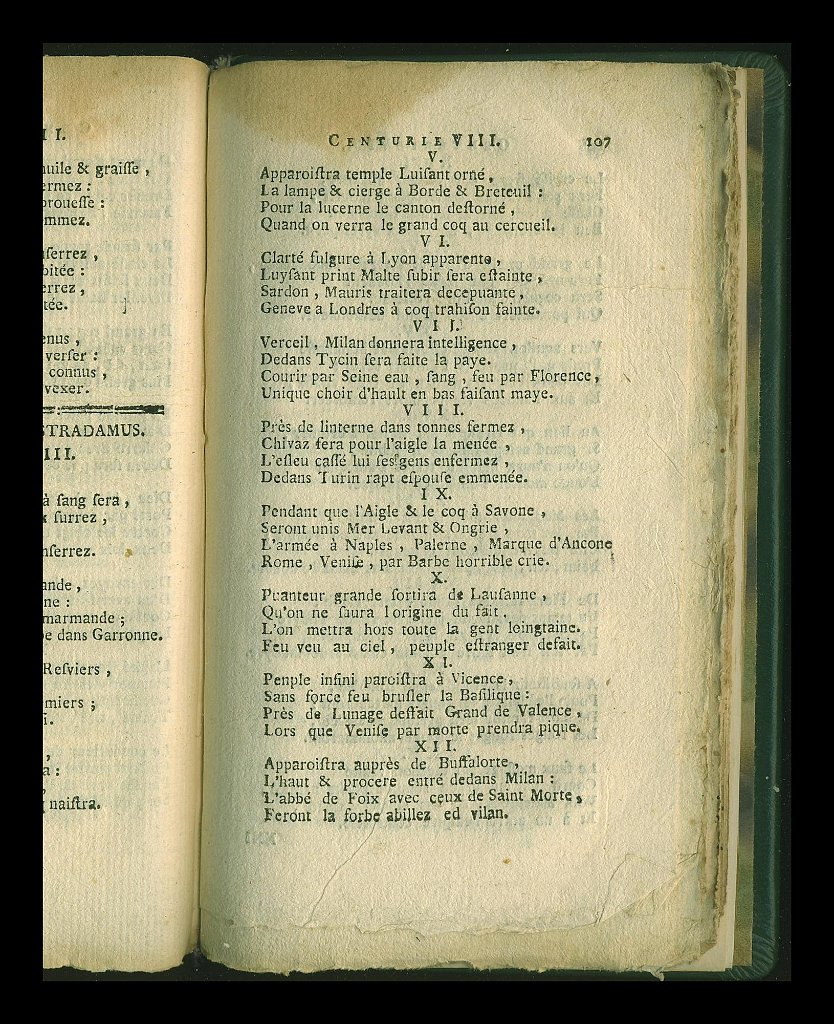 II.
uile & graiſſe ,
ermez :
roueſſe :
mmez.
ſerrez ,
bitée :
errez ,
tée.
enus ,
verſer :
connus ,
vexer.
STRADAMUS.
III.
à ſang ſera ,
ſurrez ,
nſerrez.
ande ,
ne :
marmande ;
e dans Garronne.
Reſviers ,
miers ;
i.
,
a :
naiſtra.
CENTURIE VIII. 107
V.
Apparoiſtra temple Luiſant orné ,
La lampe & cierge à Borde & Breteuil :
Pour la lucerne le canton deſtorné ,
Quand on verra le grand coq au cercueil.
VI.
Clarté fulgure à Lyon apparente ,
Luyſant print Malte ſubir ſera eſtainte ,
Sardon , Mauris traitera decepuante ,
Geneve a Londres à coq trahiſon fainte.
VII.
Verceil , Milan donnera intelligence ,
Dedans Tycin ſera faite la paye.
Courir par Seine eau , ſang , feu par Florence ,
Unique choir d'hault en bas faiſant maye.
VIII.
Près de linterne dans tonnes fermez ,
Chivaz fera pour l'aigle la menée ,
L'eſleu caſſé lui ſes gens enfermez ,
Dedans Turin rapt eſpouſe emmenée.
IX.
Pendant que l'Aigle & le coq à Savone ,
Seront unis Mer Levant & Ongrie ,
L'armée à Naples , Palerne , Marque d'Ancone
Rome , Veniſe , par Barbe horrible crie.
X.
Puanteur grande ſortira de Lauſanne ,
Qu'on ne ſaura lorigine du fait.
L'on mettra hors toute la gent loingtaine.
Feu veu au ciel , peuple eſtranger defait.
XI.
Penple infini paroiſtra à Vicence ,
Sans force feu bruſler la Baſilique :
Près de Lunage deffait Grand de Valence ,
Lors que Veniſe par morte prendra pique.
XII.
Apparoiſtra auprès de Buffalorte ,
L'haut & procere entré dedans Milan :
L'abbé de Foix avec ceux de Saint Morte ,
Feront la forbe abillez ed vilan.